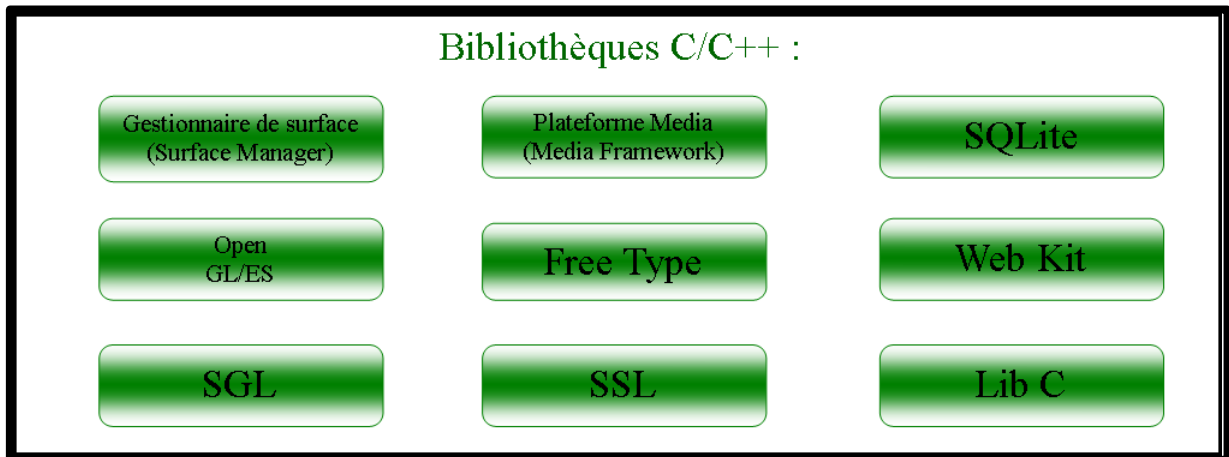 Bibliothèques C/C++ :
Gestionnaire de surface
(Surface Manager)
Plateforme Media
(Media Framework)
SQLite
Open
GL/ES
Free Type
Web Kit
SGL
SSL
Lib C